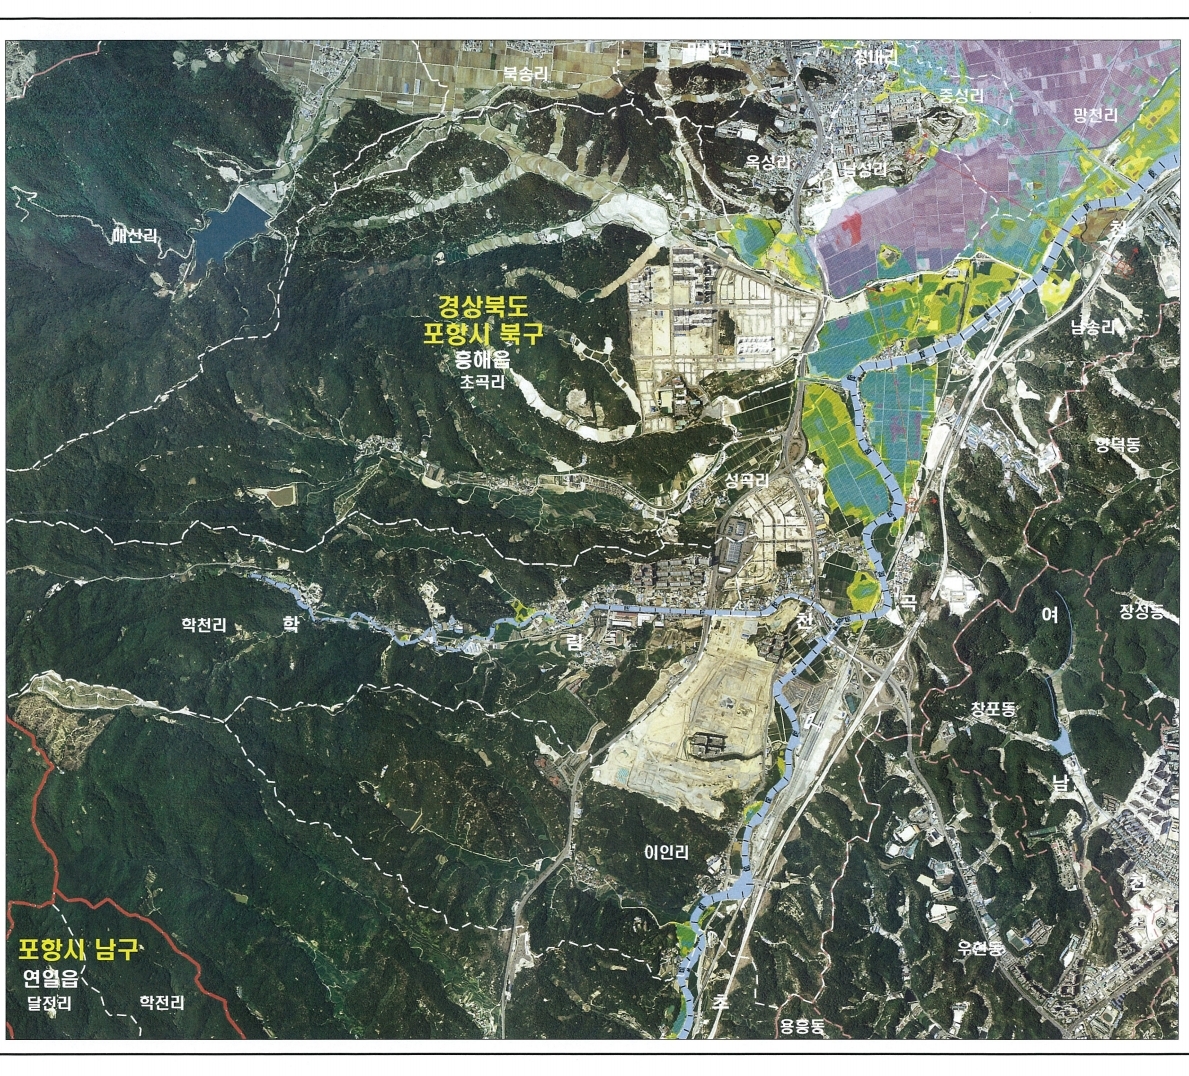 북송리
성내리
중성리
망천리
옥성리
남성리
매산리
천
경상북도
포항시 북구
흥해읍
초곡리
남송리
양덕동
성곡리
곡
학천리
학
림
천
여
장성동
창포동
남
이인리
천
우현동
포항시 남구
연일읍
달전리
학전리
초
용흥동